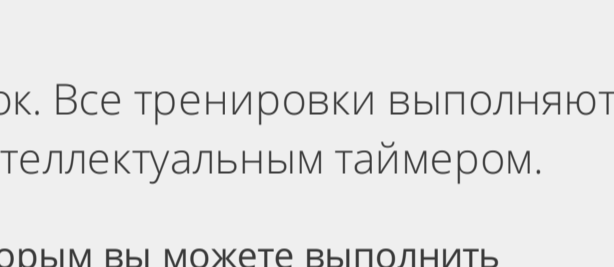 ок. Все тренировки выполняют
теллектуальным таймером.
орым вы можете выполнить